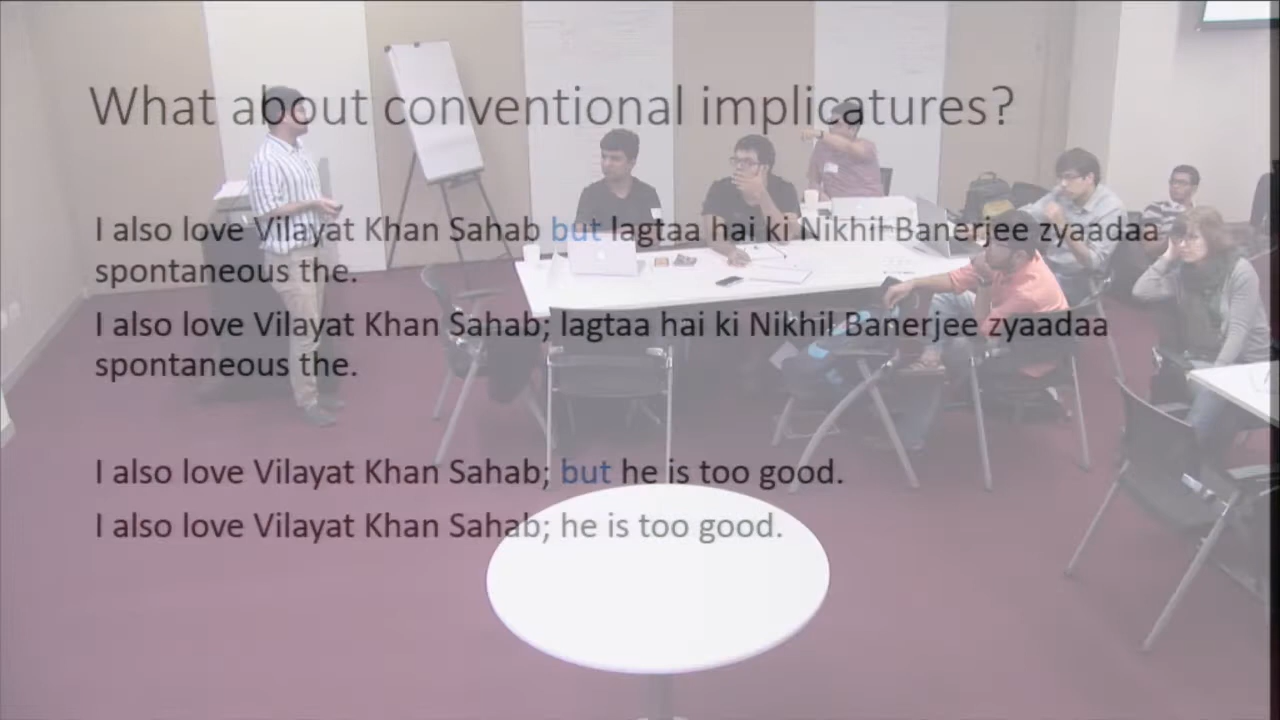 What about conventional implicatures?
I also love Vilayat Khan Sahab but lagtaa hai ki Nikhil Banerjee zyaadaa
spontaneous the.
I also love Vilayat Khan Sahab; lagtaa hai ki Nikhil Banerjee zyaadaa
spontaneous the.
I also love Vilayat Khan Sahab; but he is too good.
I also love Vilayat Khan Sahab; he is too good.